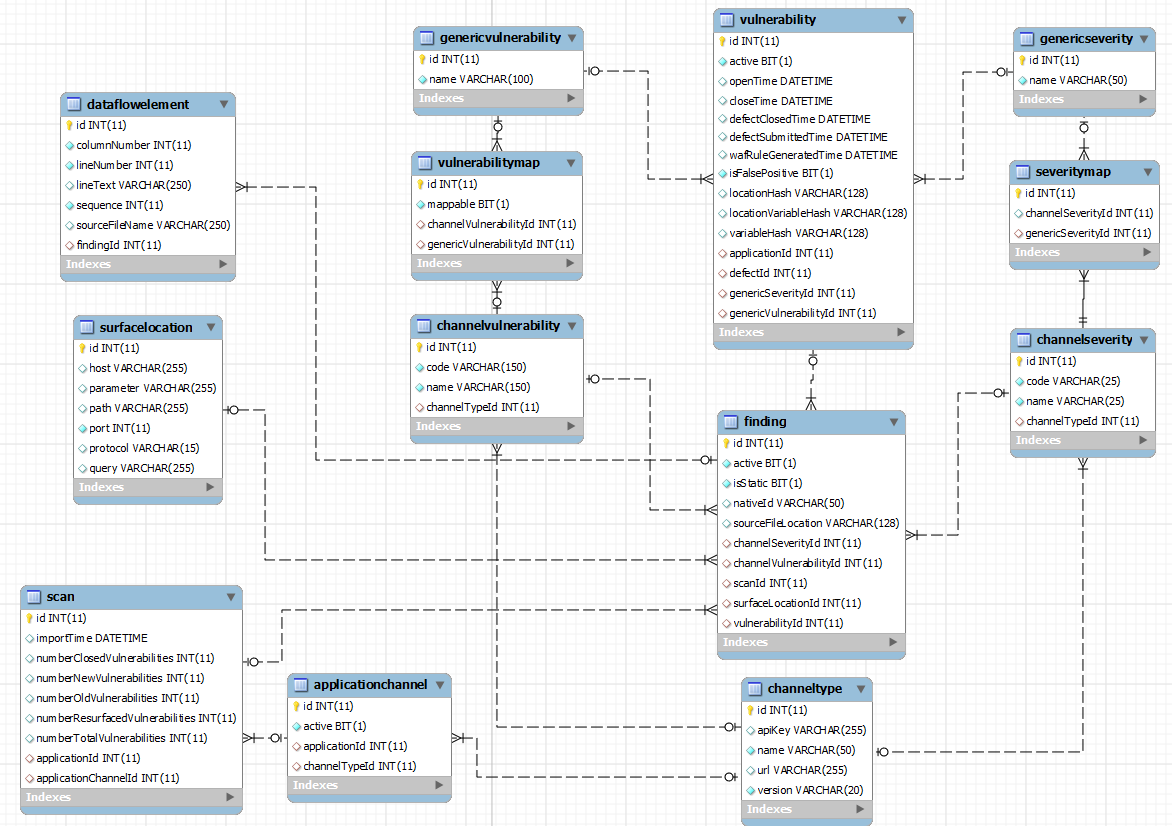 genericvulnerability
id INT(11)
name VARCHAR(100)
Indexes
vulnerability
id INT(11)
active BIT(1)
openTime DATETIME
closeTime DATETIME
defectClosedTime DATETIME
defectSubmittedTime DATETIME
wafRuleGeneratedTime DATETIME
isFalsePositive BIT(1)
locationHash VARCHAR(128)
locationVariableHash VARCHAR(128)
variableHash VARCHAR(128)
applicationId INT(11)
defectId INT(11)
genericSeverityId INT(11)
genericVulnerabilityId INT(11)
Indexes
genericseverity
id INT(11)
name VARCHAR(50)
Indexes
dataflowelement
id INT(11)
columnNumber INT(11)
lineNumber INT(11)
lineText VARCHAR(250)
sequence INT(11)
sourceFileName VARCHAR(250)
findingId INT(11)
Indexes
vulnerabilitymap
id INT(11)
mappable BIT(1)
channelVulnerabilityId INT(11)
genericVulnerabilityId INT(11)
Indexes
severitymap
id INT(11)
channelSeverityId INT(11)
genericSeverityId INT(11)
Indexes
surfacelocation
id INT(11)
host VARCHAR(255)
parameter VARCHAR(255)
path VARCHAR(255)
port INT(11)
protocol VARCHAR(15)
query VARCHAR(255)
Indexes
channelvulnerability
id INT(11)
code VARCHAR(150)
name VARCHAR(150)
channelTypeId INT(11)
Indexes
channelseverity
id INT(11)
code VARCHAR(25)
name VARCHAR(25)
channelTypeId INT(11)
Indexes
finding
id INT(11)
active BIT(1)
isStatic BIT(1)
nativeId VARCHAR(50)
sourceFileLocation VARCHAR(128)
channelSeverityId INT(11)
channelVulnerabilityId INT(11)
scanId INT(11)
surfaceLocationId INT(11)
vulnerabilityId INT(11)
Indexes
scan
id INT(11)
importTime DATETIME
numberClosedVulnerabilities INT(11)
numberNewVulnerabilities INT(11)
numberOldVulnerabilities INT(11)
numberResurfacedVulnerabilities INT(11)
numberTotalVulnerabilities INT(11)
applicationId INT(11)
applicationChannelId INT(11)
Indexes
applicationchannel
id INT(11)
active BIT(1)
applicationId INT(11)
channelTypeId INT(11)
Indexes
channeltype
id INT(11)
apiKey VARCHAR(255)
name VARCHAR(50)
url VARCHAR(255)
version VARCHAR(20)
Indexes